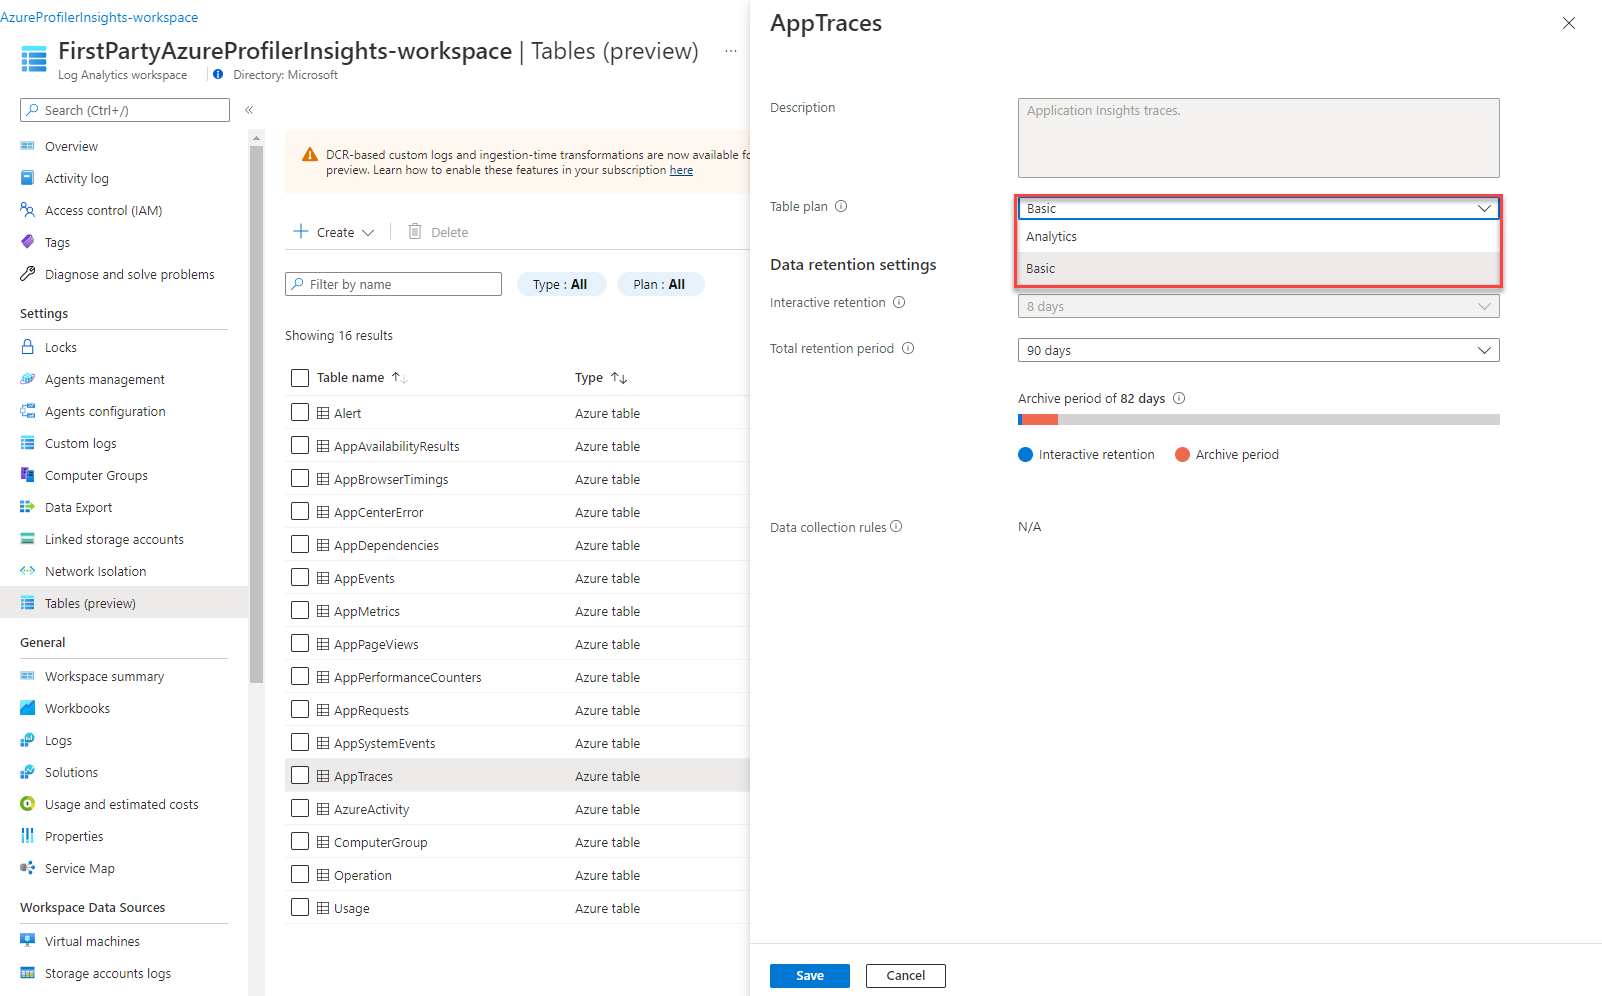 AzureProfilerInsights-workspace
FirstPartyAzureProfilerInsights-workspace | Tables (preview) ...
Log Analytics workspace
Directory: Microsoft
Search (Ctrl+/)
Overview
Activity log
Access control (IAM)
Tags
Diagnose and solve problems
Settings
Locks
Agents management
Agents configuration
Custom logs
Computer Groups
Data Export
Linked storage accounts
Network Isolation
Tables (preview)
General
Workspace summary
Workbooks
Logs
Solutions
Usage and estimated costs
Properties
Service Map
Workspace Data Sources
Virtual machines
Storage accounts logs
DCR-based custom logs and ingestion-time transformations are now available fo
preview. Learn how to enable these features in your subscription here
Create
Delete
Filter by name
Type : All
Plan : All
Showing 16 results
Table name
Type
Alert Azure table
AppAvailabilityResults Azure table
AppBrowserTimings Azure table
AppCenterError Azure table
AppDependencies Azure table
AppEvents Azure table
AppMetrics Azure table
AppPageViews Azure table
AppPerformanceCounters Azure table
AppRequests Azure table
AppSystemEvents Azure table
AppTraces Azure table
AzureActivity Azure table
ComputerGroup Azure table
Operation Azure table
Usage Azure table
AppTraces
Description
Application Insights traces.
Table plan
Basic
Analytics
Basic
Data retention settings
Interactive retention
8 days
Total retention period
90 days
Archive period of 82 days
Interactive retention
Archive period
Data collection rules
N/A
Save
Cancel